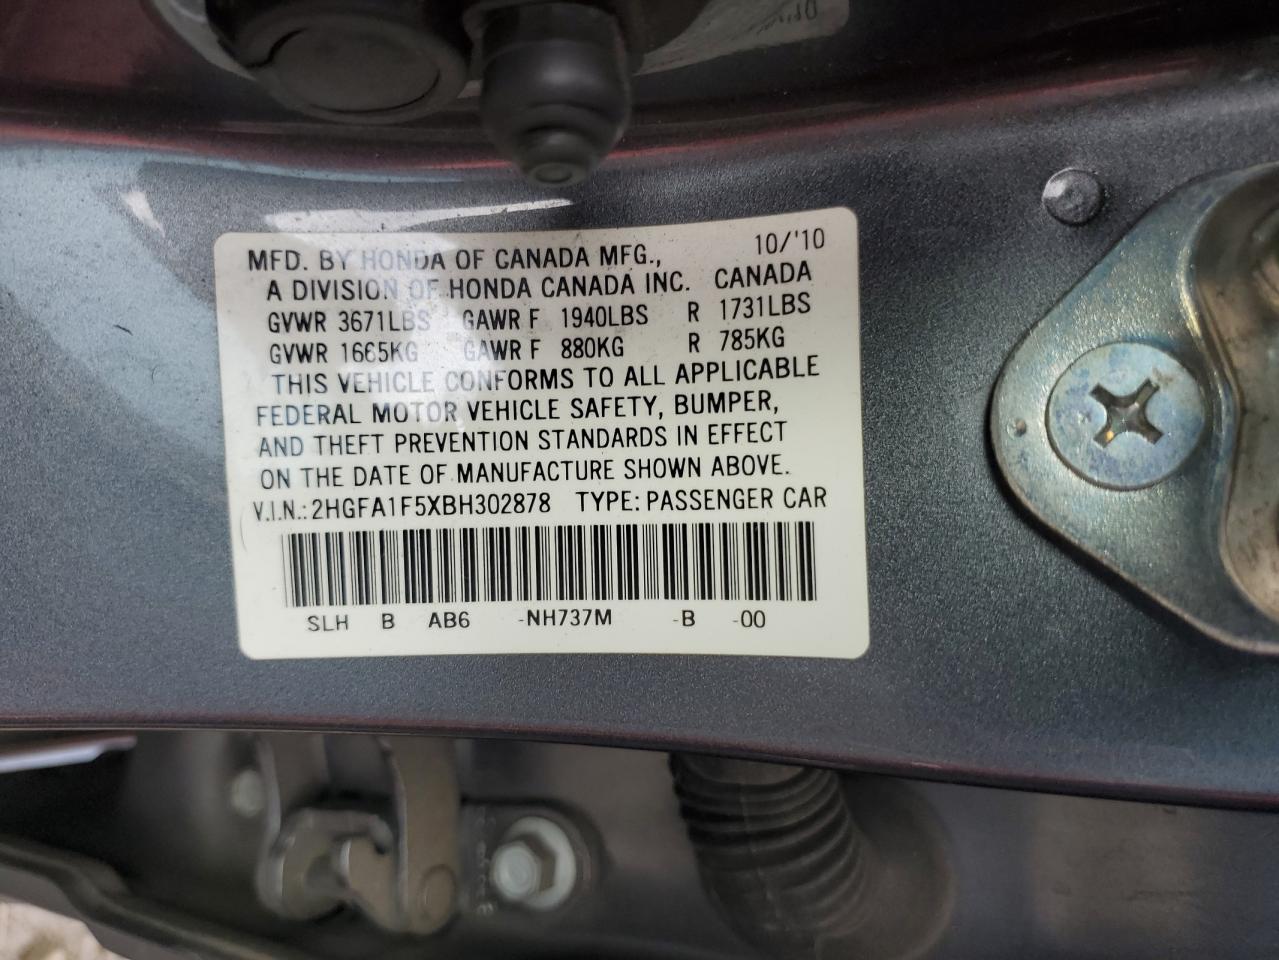 MFD. BY HONDA OF CANADA MFG., 10/'10
A DIVISION OF HONDA CANADA INC. CANADA
GVWR 3671LBS GAWR F 1940LBS R 1731LBS
GVWR 1665KG GAWR F 880KG R 785KG
THIS VEHICLE CONFORMS TO ALL APPLICABLE
FEDERAL MOTOR VEHICLE SAFETY, BUMPER,
AND THEFT PREVENTION STANDARDS IN EFFECT
ON THE DATE OF MANUFACTURE SHOWN ABOVE.
V.I.N.: 2HGFA1F5XBH302878 TYPE: PASSENGER CAR
SLH B AB6 -NH737M -B -00